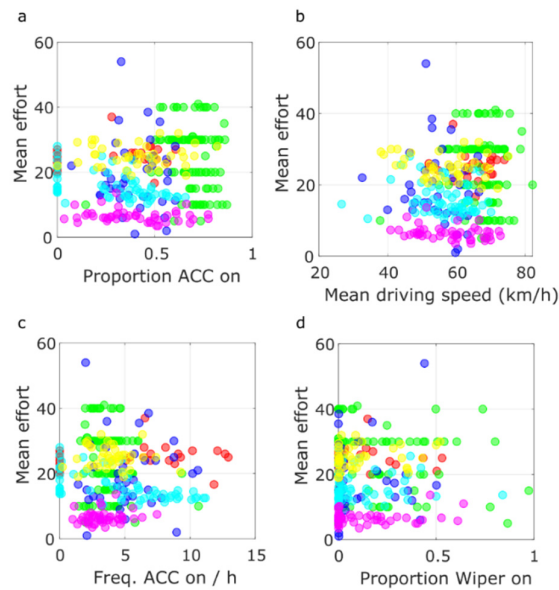 a
b
60
40
20
0
Mean effort
0
0.5
1
Proportion ACC on
60
40
20
0
Mean effort
20
40
60
80
Mean driving speed (km/h)
c
d
60
40
20
0
Mean effort
0
5
10
15
Freq. ACC on / h
60
40
20
0
Mean effort
0
0.5
1
Proportion Wiper on